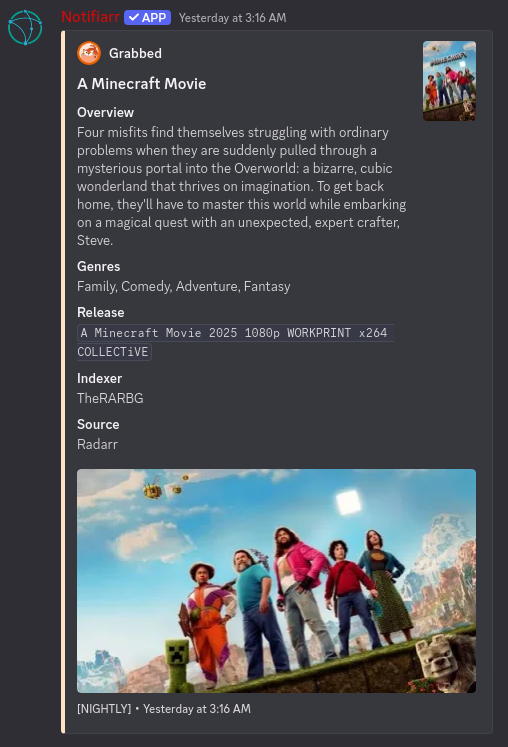 Notifiarr ✓ APP Yesterday at 3:16 AM
Grabbed
A Minecraft Movie
Overview
Four misfits find themselves struggling with ordinary
problems when they are suddenly pulled through a
mysterious portal into the Overworld: a bizarre, cubic
wonderland that thrives on imagination. To get back
home, they'll have to master this world while embarking
on a magical quest with an unexpected, expert crafter,
Steve.
Genres
Family, Comedy, Adventure, Fantasy
Release
A Minecraft Movie 2025 1080p WORKPRINT x264
COLLECTiVE
Indexer
TheRARBG
Source
Radarr
[NIGHTLY] • Yesterday at 3:16 AM